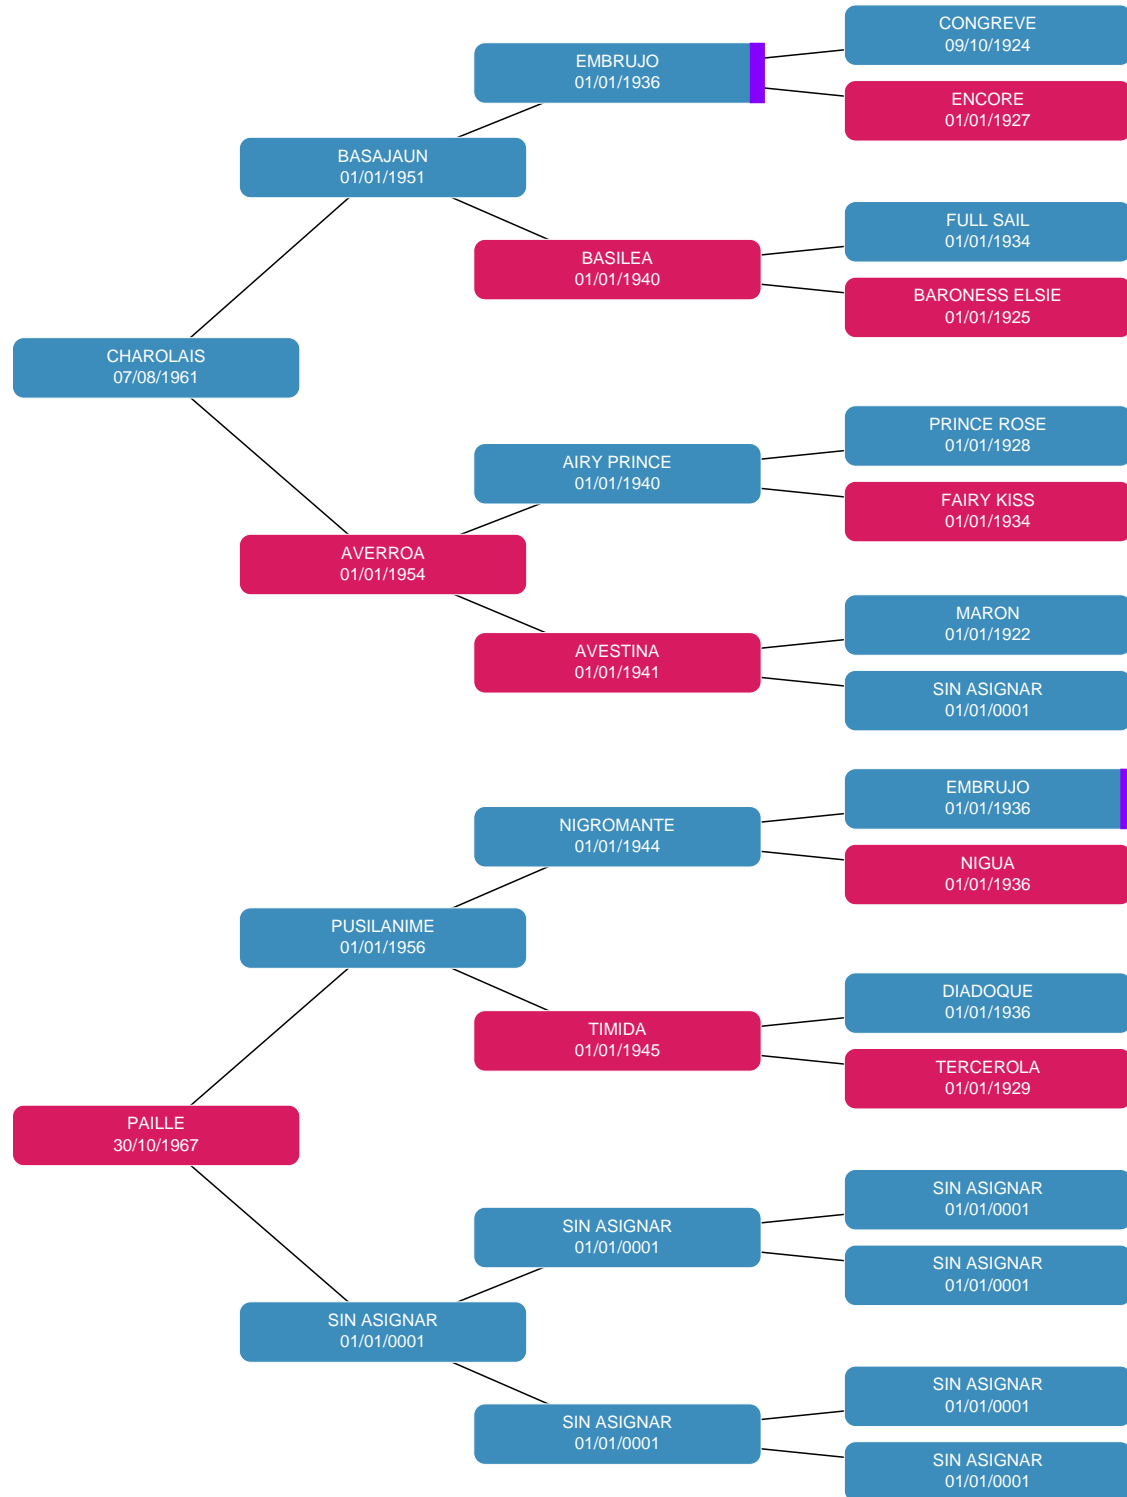 CONGREVE
09/10/1924
EMBRUJO
01/01/1936
ENCORE
01/01/1927
BASAJAUN
01/01/1951
FULL SAIL
01/01/1934
BASILEA
01/01/1940
BARONESS ELSIE
01/01/1925
CHAROLAIS
07/08/1961
PRINCE ROSE
01/01/1928
AIRY PRINCE
01/01/1940
FAIRY KISS
01/01/1934
AVERROA
01/01/1954
MARON
01/01/1922
AVESTINA
01/01/1941
SIN ASIGNAR
01/01/0001
EMBRUJO
01/01/1936
NIGROMANTE
01/01/1944
NIGUA
01/01/1936
PUSILANIME
01/01/1956
DIADOQUE
01/01/1936
TIMIDA
01/01/1945
TERCEROLA
01/01/1929
PAILLE
30/10/1967
SIN ASIGNAR
01/01/0001
SIN ASIGNAR
01/01/0001
SIN ASIGNAR
01/01/0001
SIN ASIGNAR
01/01/0001
SIN ASIGNAR
01/01/0001
SIN ASIGNAR
01/01/0001
SIN ASIGNAR
01/01/0001